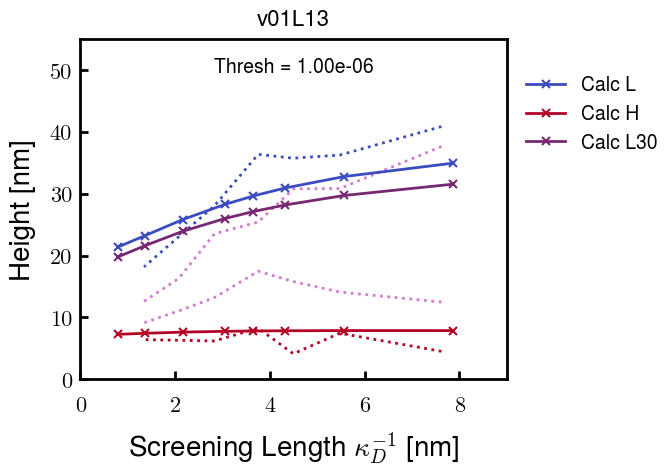 v01L13
Thresh = 1.00e-06
50
40
30
20
10
0
Height [nm]
0 2 4 6 8
Screening Length κ_D^{-1} [nm]
Calc L
Calc H
Calc L30